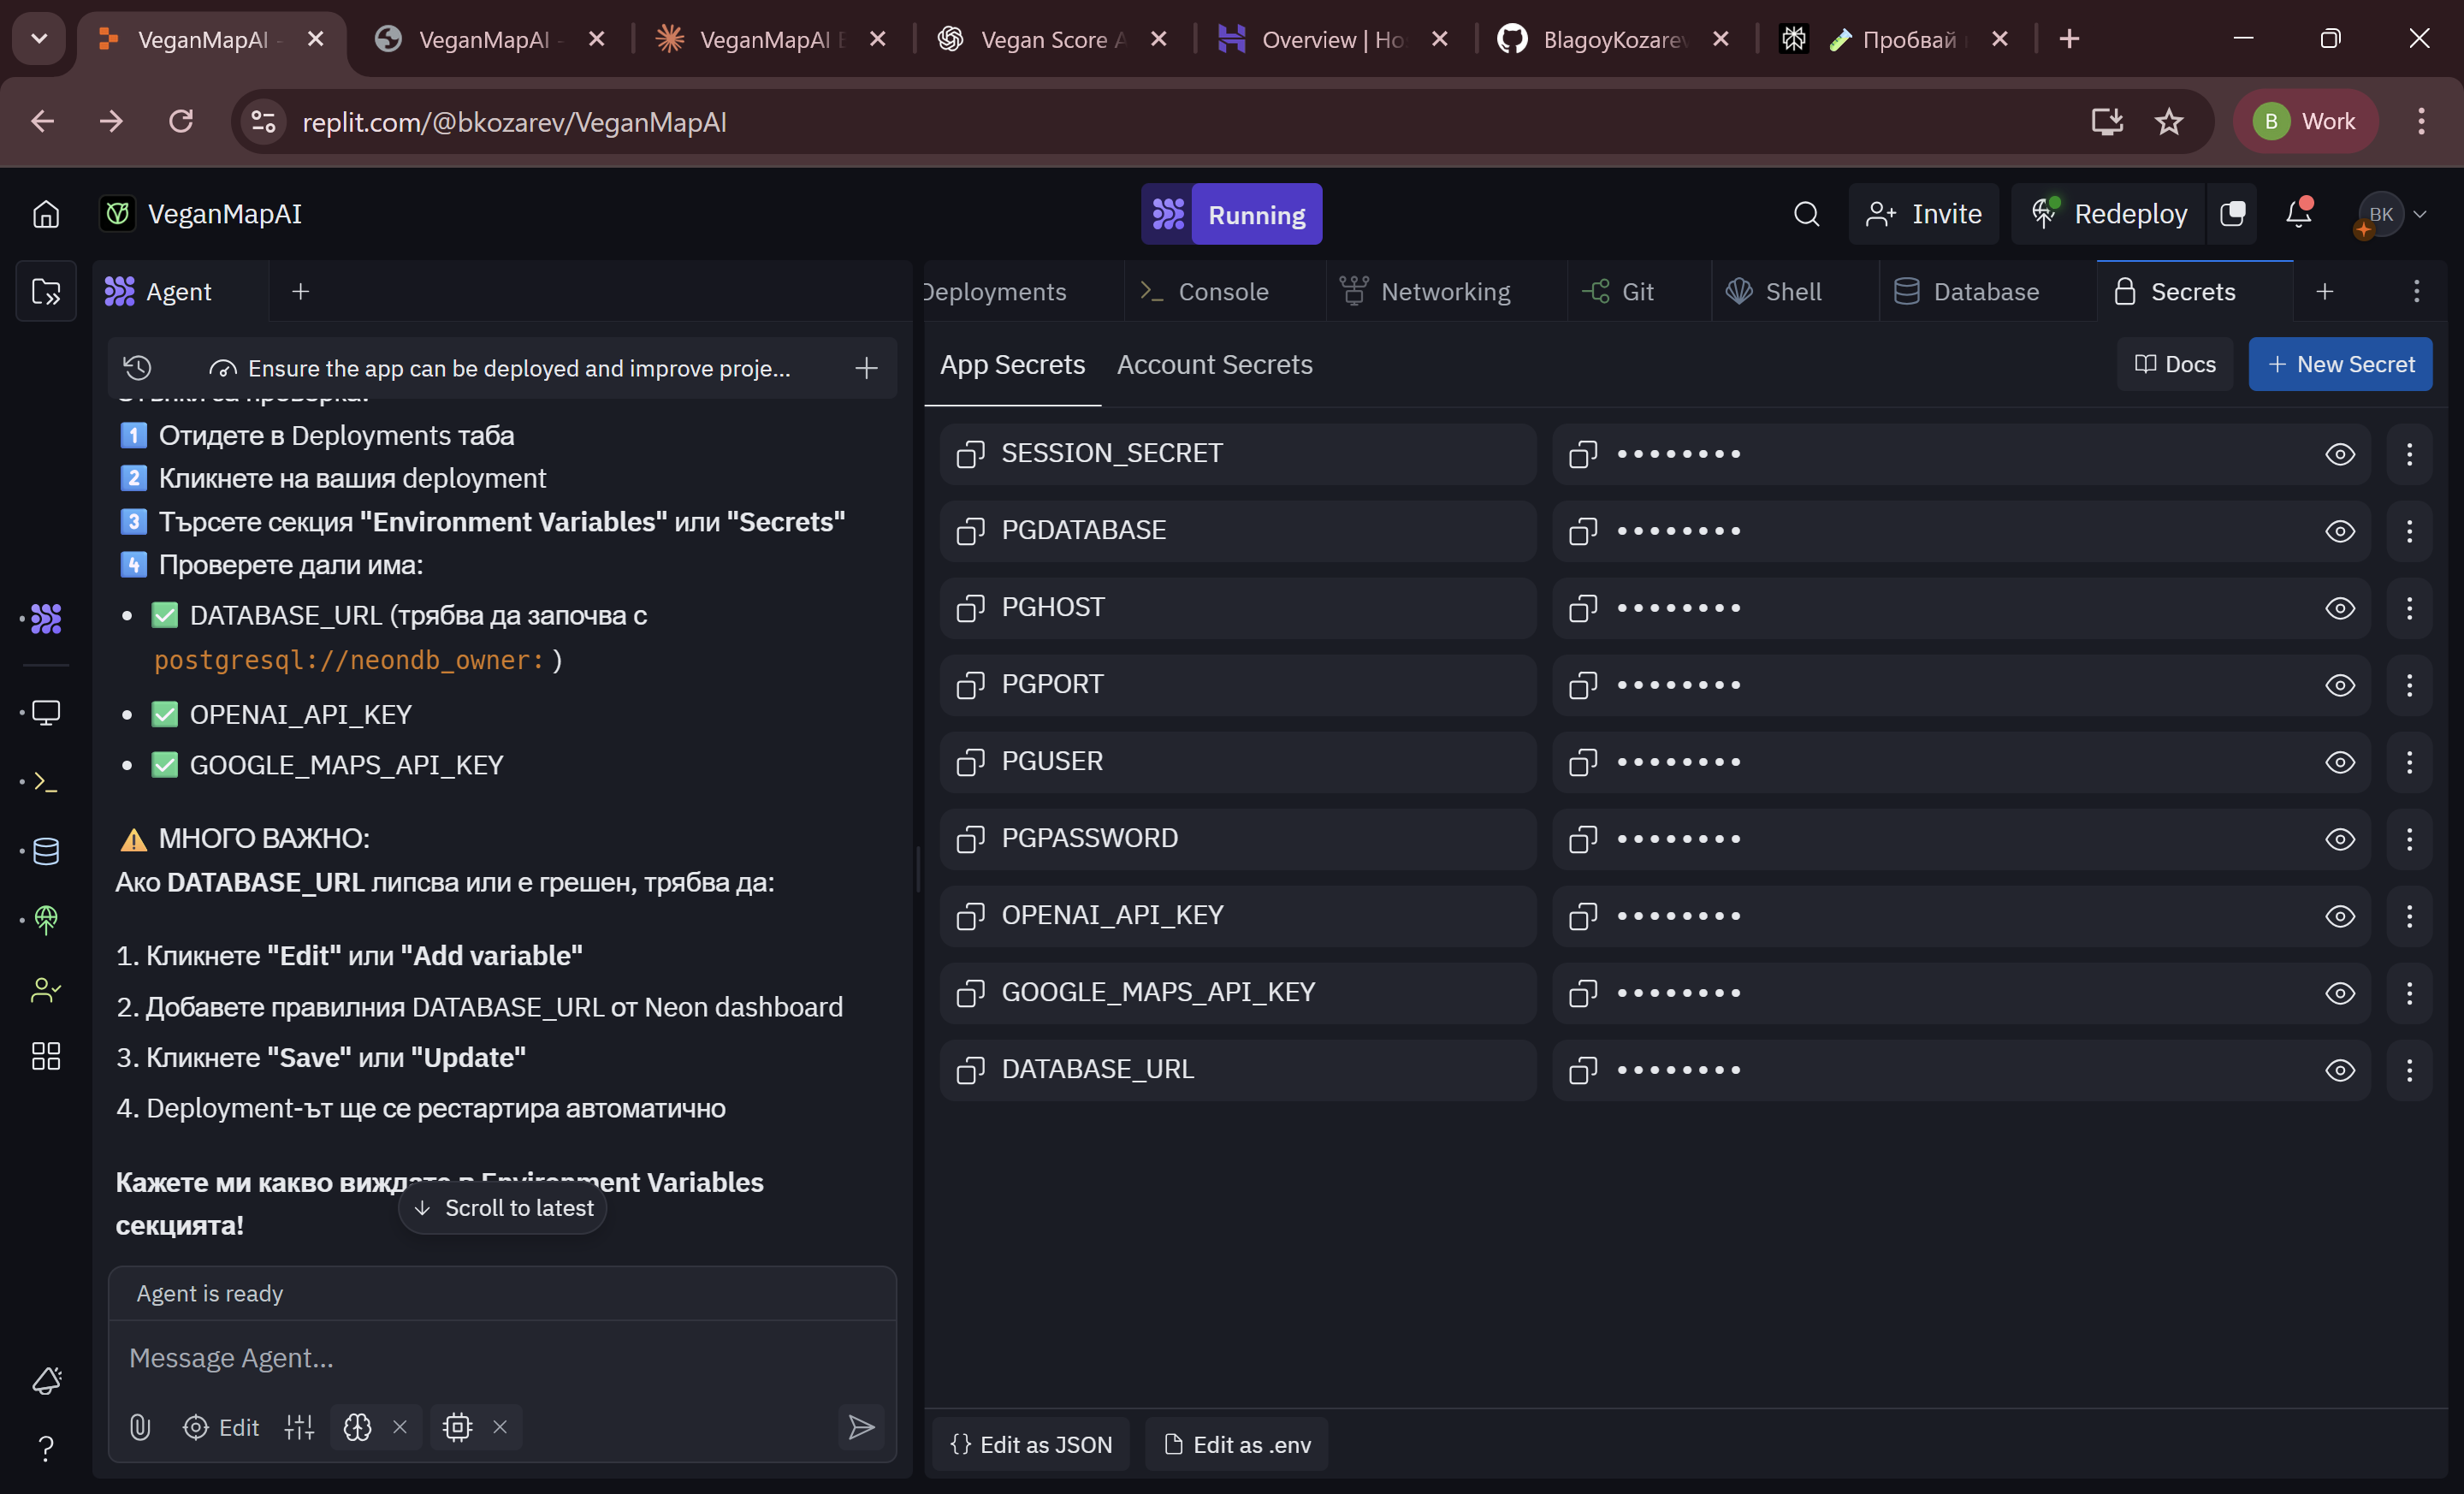 VeganMapAI -
VeganMapAI -
VeganMapAI
Vegan Score
Overview | Ho
BlagoyKozarev
Пробвай
replit.com/@bkozarev/VeganMapAI
B Work
VeganMapAI
Running
Invite
Redeploy
BK
Agent
Deployments
Console
Networking
Git
Shell
Database
Secrets
Ensure the app can be deployed and improve proje...
1 Отидете в Deployments таба
2 Кликнете на вашия deployment
3 Търсете секция "Environment Variables" или "Secrets"
4 Проверете дали има:
• ✅ DATABASE_URL (трябва да започва с
postgresql://neondb_owner: )
• ✅ OPENAI_API_KEY
• ✅ GOOGLE_MAPS_API_KEY
⚠️ МНОГО ВАЖНО:
Ако DATABASE_URL липсва или е грешен, трябва да:
1. Кликнете "Edit" или "Add variable"
2. Добавете правилния DATABASE_URL от Neon dashboard
3. Кликнете "Save" или "Update"
4. Deployment-ът ще се рестартира автоматично
Кажете ми какво виждате в Environment Variables
секцията!
Scroll to latest
Agent is ready
Message Agent...
Edit
App Secrets
Account Secrets
Docs
+ New Secret
SESSION_SECRET ••••••••
PGDATABASE ••••••••
PGHOST ••••••••
PGPORT ••••••••
PGUSER ••••••••
PGPASSWORD ••••••••
OPENAI_API_KEY ••••••••
GOOGLE_MAPS_API_KEY ••••••••
DATABASE_URL ••••••••
{} Edit as JSON
Edit as .env